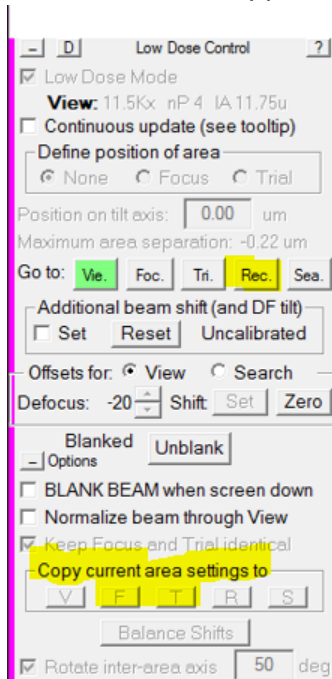 - D Low Dose Control ?
Low Dose Mode
View: 11.5Kx nP 4 IA 11.75u
Continuous update (see tooltip)
Define position of area
None Focus Trial
Position on tilt axis: 0.00 um
Maximum area separation: -0.22 um
Go to: Vie. Foc. Tri. Rec. Sea.
Additional beam shift (and DF tilt)
Set Reset Uncalibrated
Offsets for: View Search
Defocus: -20 Shift: Set Zero
Blanked Unblank
- Options
BLANK BEAM when screen down
Normalize beam through View
Keep Focus and Trial identical
Copy current area settings to
V F T R S
Balance Shifts
Rotate inter-area axis 50 deg